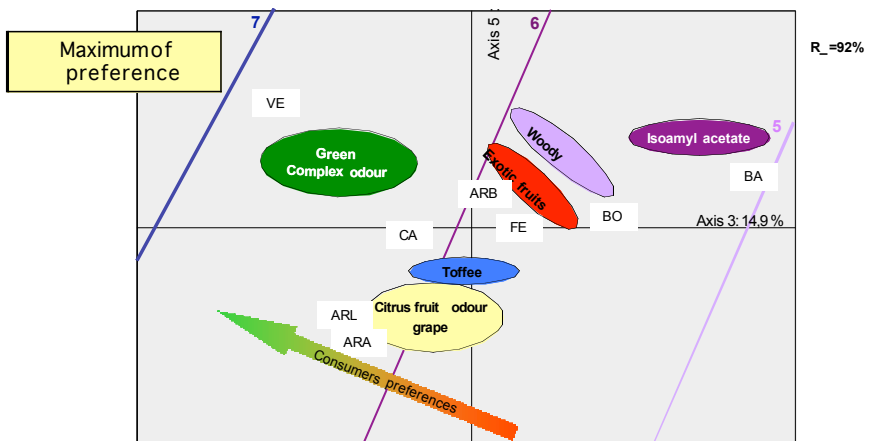 7
Axis 5 :
6
Maximum of
preference
R_=92%
VE
5
Woody
Isoamyl acetate
Green
Complex odour
Exotic fruits
BA
ARB
BO
FE
Axis 3: 14,9 %
CA
Toffee
Citrus fruit odour
grape
ARL
ARA
Consumers preferences